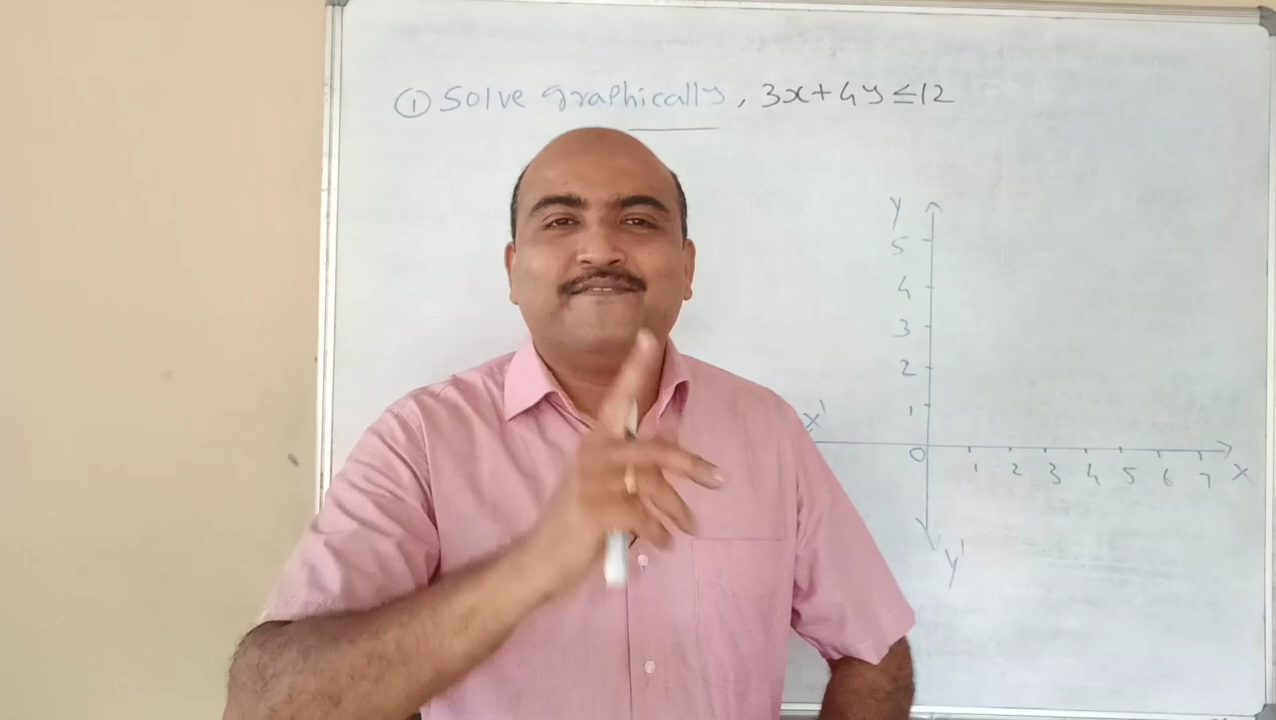 ① Solve graphically, 3x+4y≤12
y
5
4
3
2
1
x'
0
1 2 3 4 5 6 7 X
y'